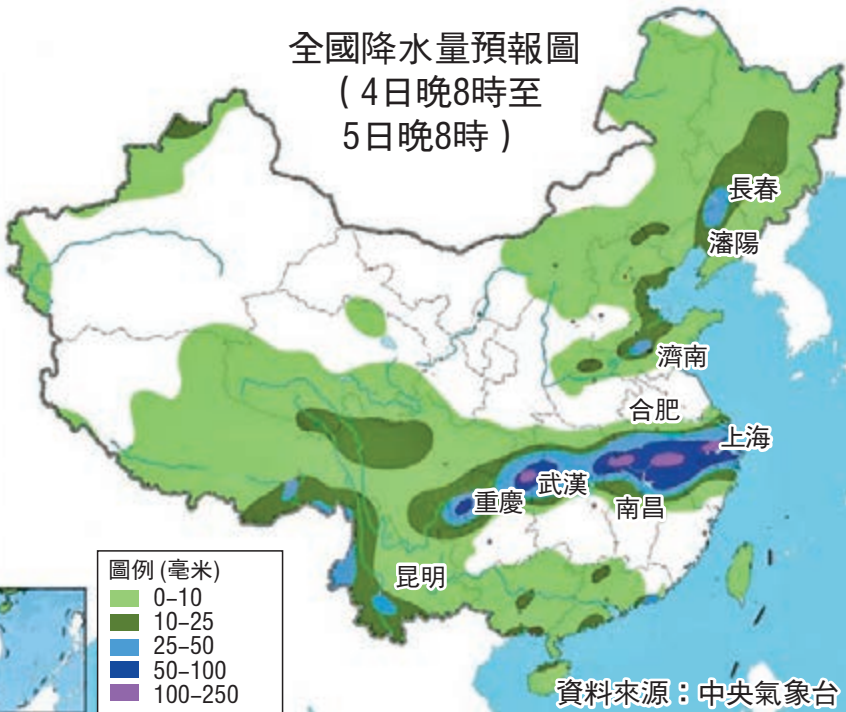 全國降水量預報圖
（4日晚8時至
5日晚8時）
長春
瀋陽
濟南
合肥
上海
武漢
重慶
南昌
昆明
圖例(毫米)
0–10
10–25
25–50
50–100
100–250
資料來源：中央氣象台